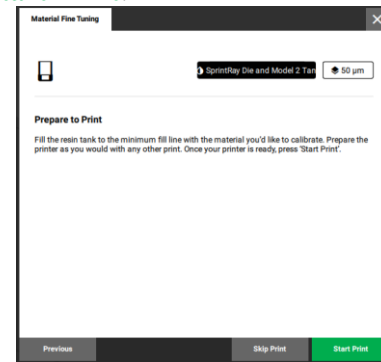 Material Fine Tuning
SprintRay Die and Model 2 Tan
50 µm
Prepare to Print
Fill the resin tank to the minimum fill line with the material you'd like to calibrate. Prepare the
printer as you would with any other print. Once your printer is ready, press 'Start Print'.
Previous
Skip Print
Start Print